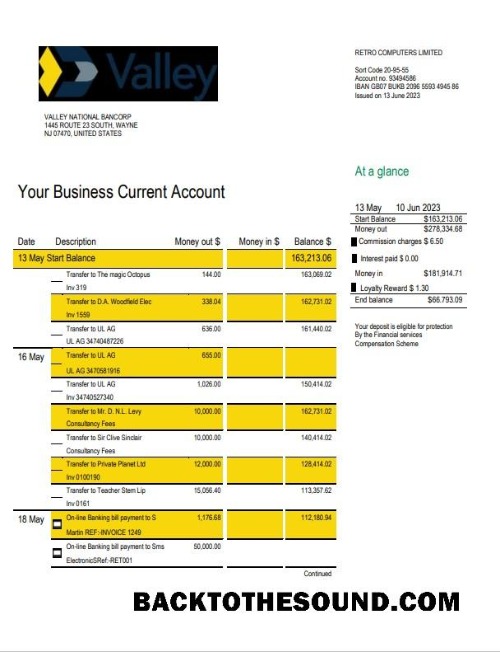 Valley
RETRO COMPUTERS LIMITED
Sort Code 20-95-55
Account no. 93494586
IBAN GB07 BUKB 2096 5593 4945 86
Issued on 13 June 2023
VALLEY NATIONAL BANCORP
1445 ROUTE 23 SOUTH, WAYNE
NJ 07470, UNITED STATES
At a glance
Your Business Current Account
13 May 10 Jun 2023
Start Balance $163,213.06
Money out $278,334.68
Commission charges $ 6.50
Interest paid $ 0.00
Money in $181,914.71
Loyalty Reward $ 1.30
End balance $66.793.09
Your deposit is eligible for protection
By the Financial services
Compensation Scheme
Date Description Money out $ Money in $ Balance $
13 May Start Balance 163,213.06
Transfer to The magic Octopus 144.00 163,069.02
Inv 319
Transfer to D.A. Woodfield Elec 338.04 162,731.02
Inv 1559
Transfer to UL AG 636.00 161,440.02
UL AG 34740487226
16 May Transfer to UL AG 655.00
UL AG 3470581916
Transfer to UL AG 1,026.00 150,414.02
Inv 34740527340
Transfer to Mr. D. N.L. Levy 10,000.00 162,731.02
Consultancy Fees
Transfer to Sir Clive Sinclair 10,000.00 140,414.02
Consultancy Fees
Transfer to Private Planet Ltd 12,000.00 128,414.02
Inv 0100190
Transfer to Teacher Stern Lip 15,056.40 113,357.62
Inv 0161
18 May On-line Banking bill payment to S 1,176.68 112,180.94
Martin REF:-INVOICE 1249
On-line Banking bill payment to Sms 50,000.00
ElectronicSRef:-RET001
Continued
BACKTOTHESOUND.COM